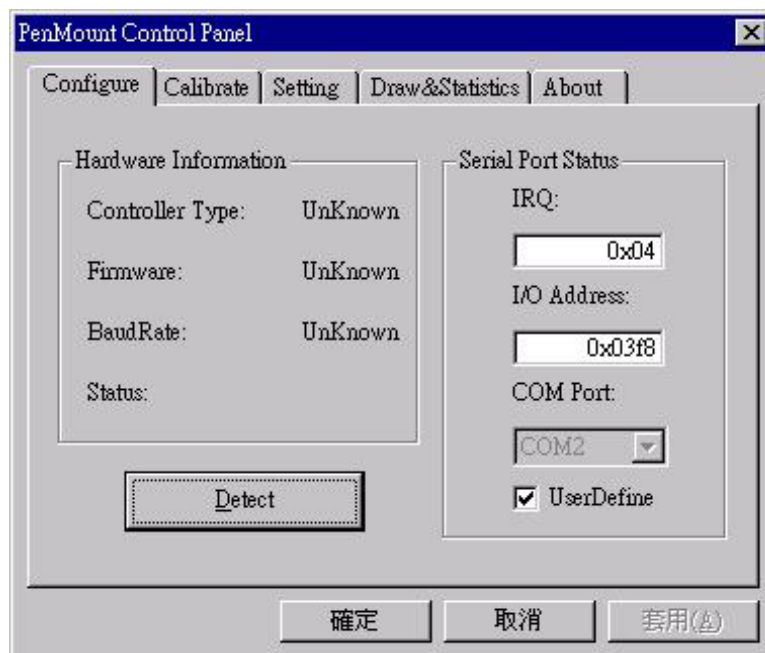 PenMount Control Panel
Configure Calibrate Setting Draw&Statistics About
Hardware Information
Controller Type: UnKnown
Firmware: UnKnown
BaudRate: UnKnown
Status:
Detect
Serial Port Status
IRQ:
0x04
I/O Address:
0x03f8
COM Port:
COM2
UserDefine
確定 取消 套用(A)